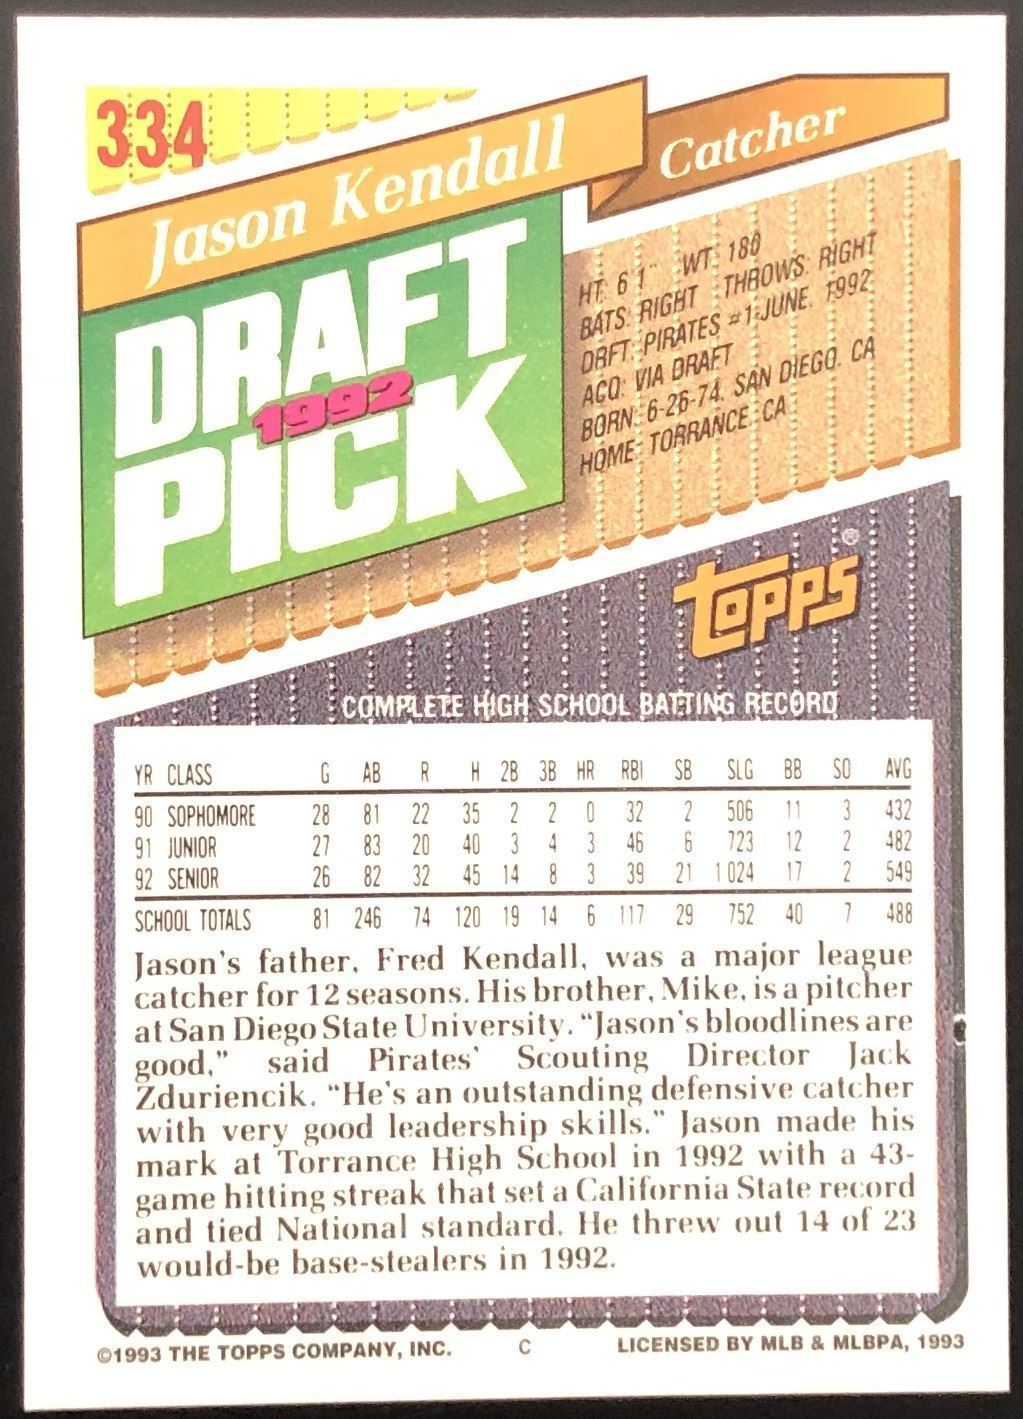 334
Jason Kendall
Catcher
DRAFT
1992
PICK
HT: 6'1" WT: 180
BATS: RIGHT THROWS: RIGHT
DRFT: PIRATES #1-JUNE, 1992
ACQ: VIA DRAFT
BORN: 6-26-74, SAN DIEGO, CA
HOME: TORRANCE, CA
TOPPS®
COMPLETE HIGH SCHOOL BATTING RECORD
YR CLASS G AB R H 2B 3B HR RBI SB SLG BB SO AVG
90 SOPHOMORE 28 81 22 35 2 2 0 32 2 .506 11 3 .432
91 JUNIOR 27 83 20 40 3 4 3 46 6 .723 12 2 .482
92 SENIOR 26 82 32 45 14 8 3 39 21 1.024 17 2 .549
SCHOOL TOTALS 81 246 74 120 19 14 6 117 29 .752 40 7 .488
Jason's father, Fred Kendall, was a major league
catcher for 12 seasons. His brother, Mike, is a pitcher
at San Diego State University. "Jason's bloodlines are
good," said Pirates' Scouting Director Jack
Zduriencik. "He's an outstanding defensive catcher
with very good leadership skills." Jason made his
mark at Torrance High School in 1992 with a 43-
game hitting streak that set a California State record
and tied National standard. He threw out 14 of 23
would-be base-stealers in 1992.
©1993 THE TOPPS COMPANY, INC. C LICENSED BY MLB & MLBPA, 1993